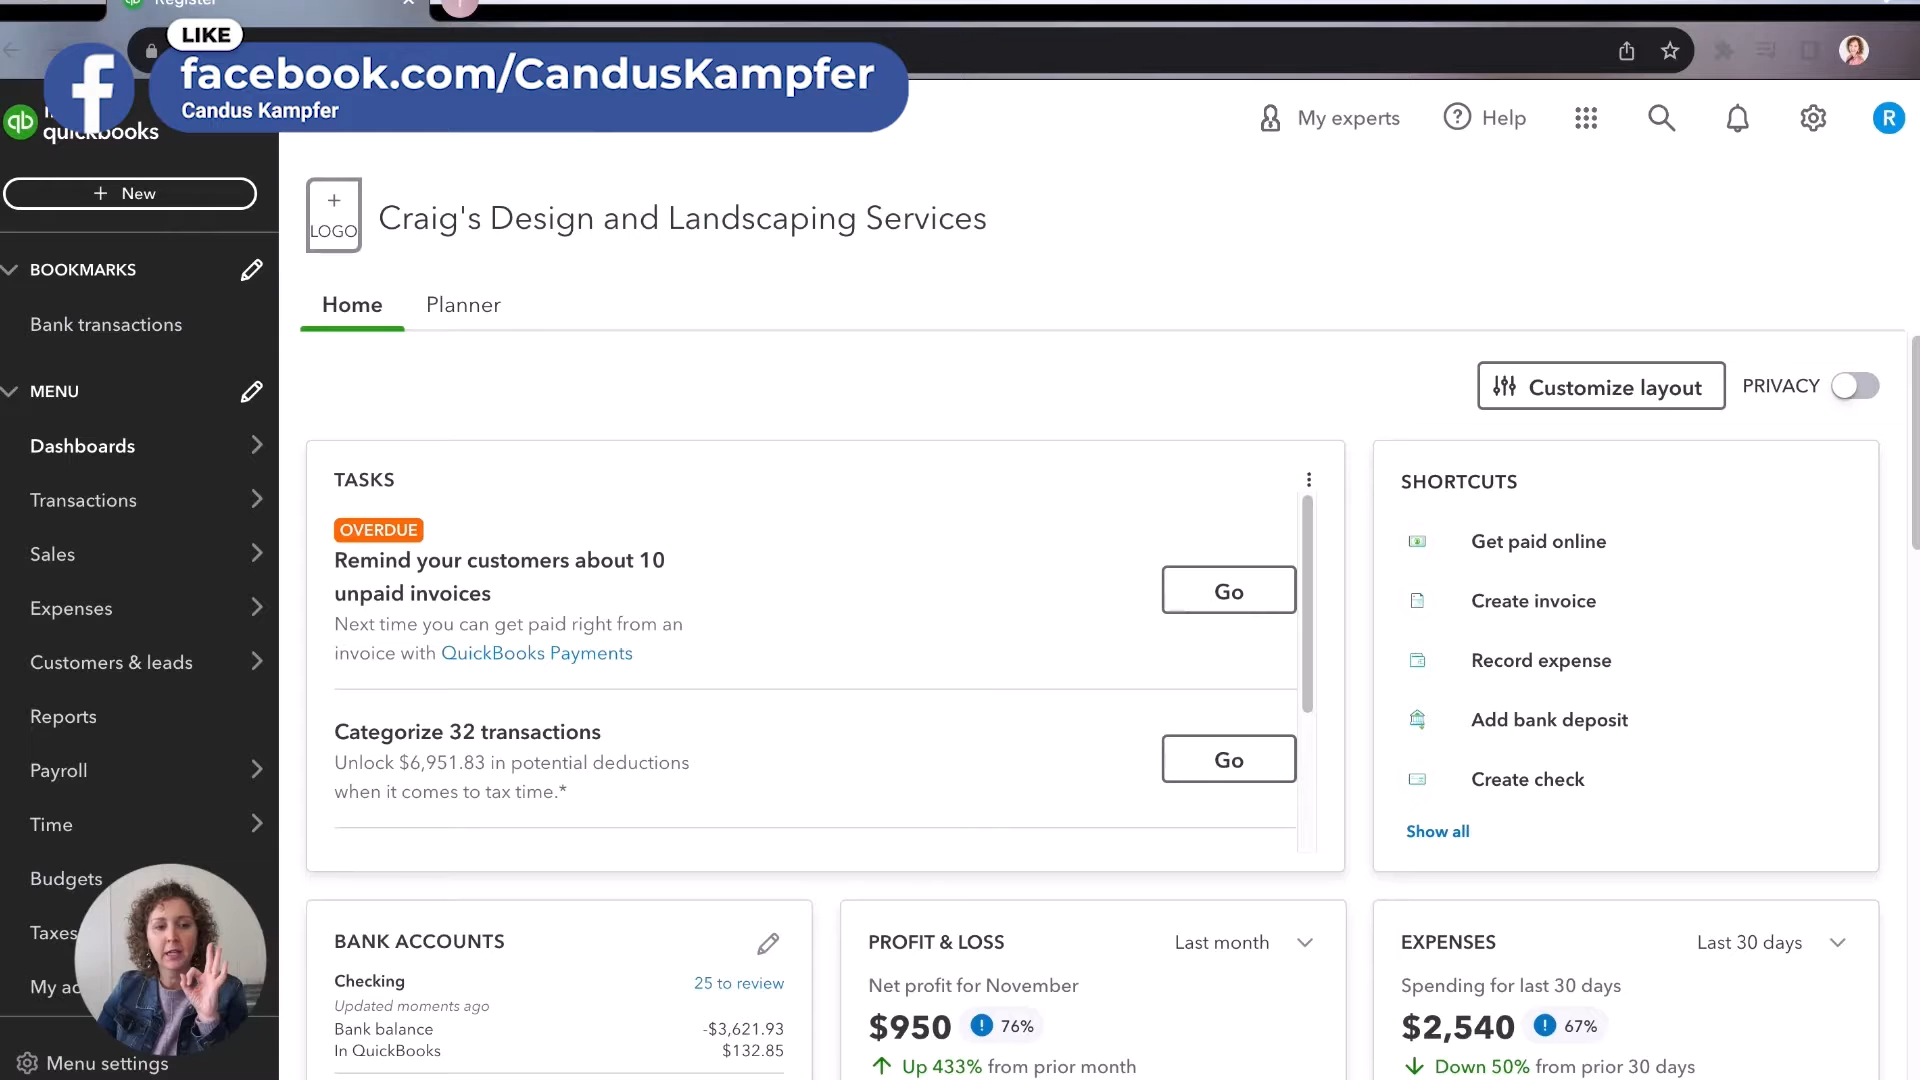 Register
LIKE
facebook.com/CandusKampfer
Candus Kampfer
qb
quickbooks
My experts
Help
R
+ New
+
LOGO
Craig's Design and Landscaping Services
BOOKMARKS
Bank transactions
Home
Planner
MENU
Customize layout
PRIVACY
Dashboards
Transactions
Sales
Expenses
Customers & leads
Reports
Payroll
Time
Budgets
Taxes
My
Menu settings
TASKS
OVERDUE
Remind your customers about 10
unpaid invoices
Next time you can get paid right from an
invoice with QuickBooks Payments
Go
Categorize 32 transactions
Unlock $6,951.83 in potential deductions
when it comes to tax time.*
Go
SHORTCUTS
Get paid online
Create invoice
Record expense
Add bank deposit
Create check
Show all
BANK ACCOUNTS
Checking
25 to review
Updated moments ago
Bank balance
-$3,621.93
In QuickBooks
$132.85
PROFIT & LOSS
Last month
Net profit for November
$950
76%
Up 433% from prior month
EXPENSES
Last 30 days
Spending for last 30 days
$2,540
67%
Down 50% from prior 30 days